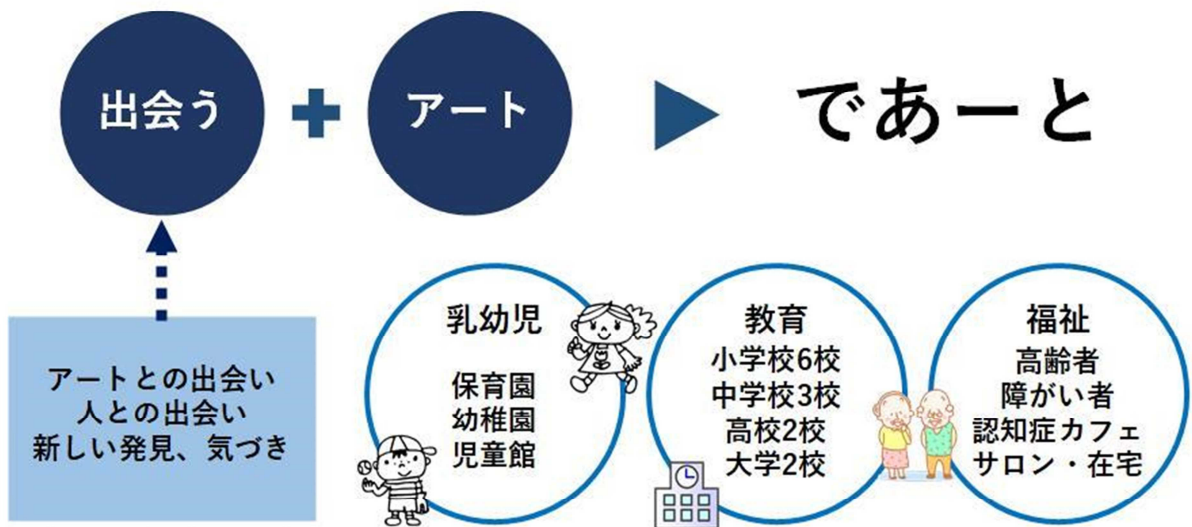 出会う
アート
であーと
アートとの出会い
人との出会い
新しい発見、気づき
乳幼児
保育園
幼稚園
児童館
教育
小学校6校
中学校3校
高校2校
大学2校
福祉
高齢者
障がい者
認知症カフェ
サロン・在宅